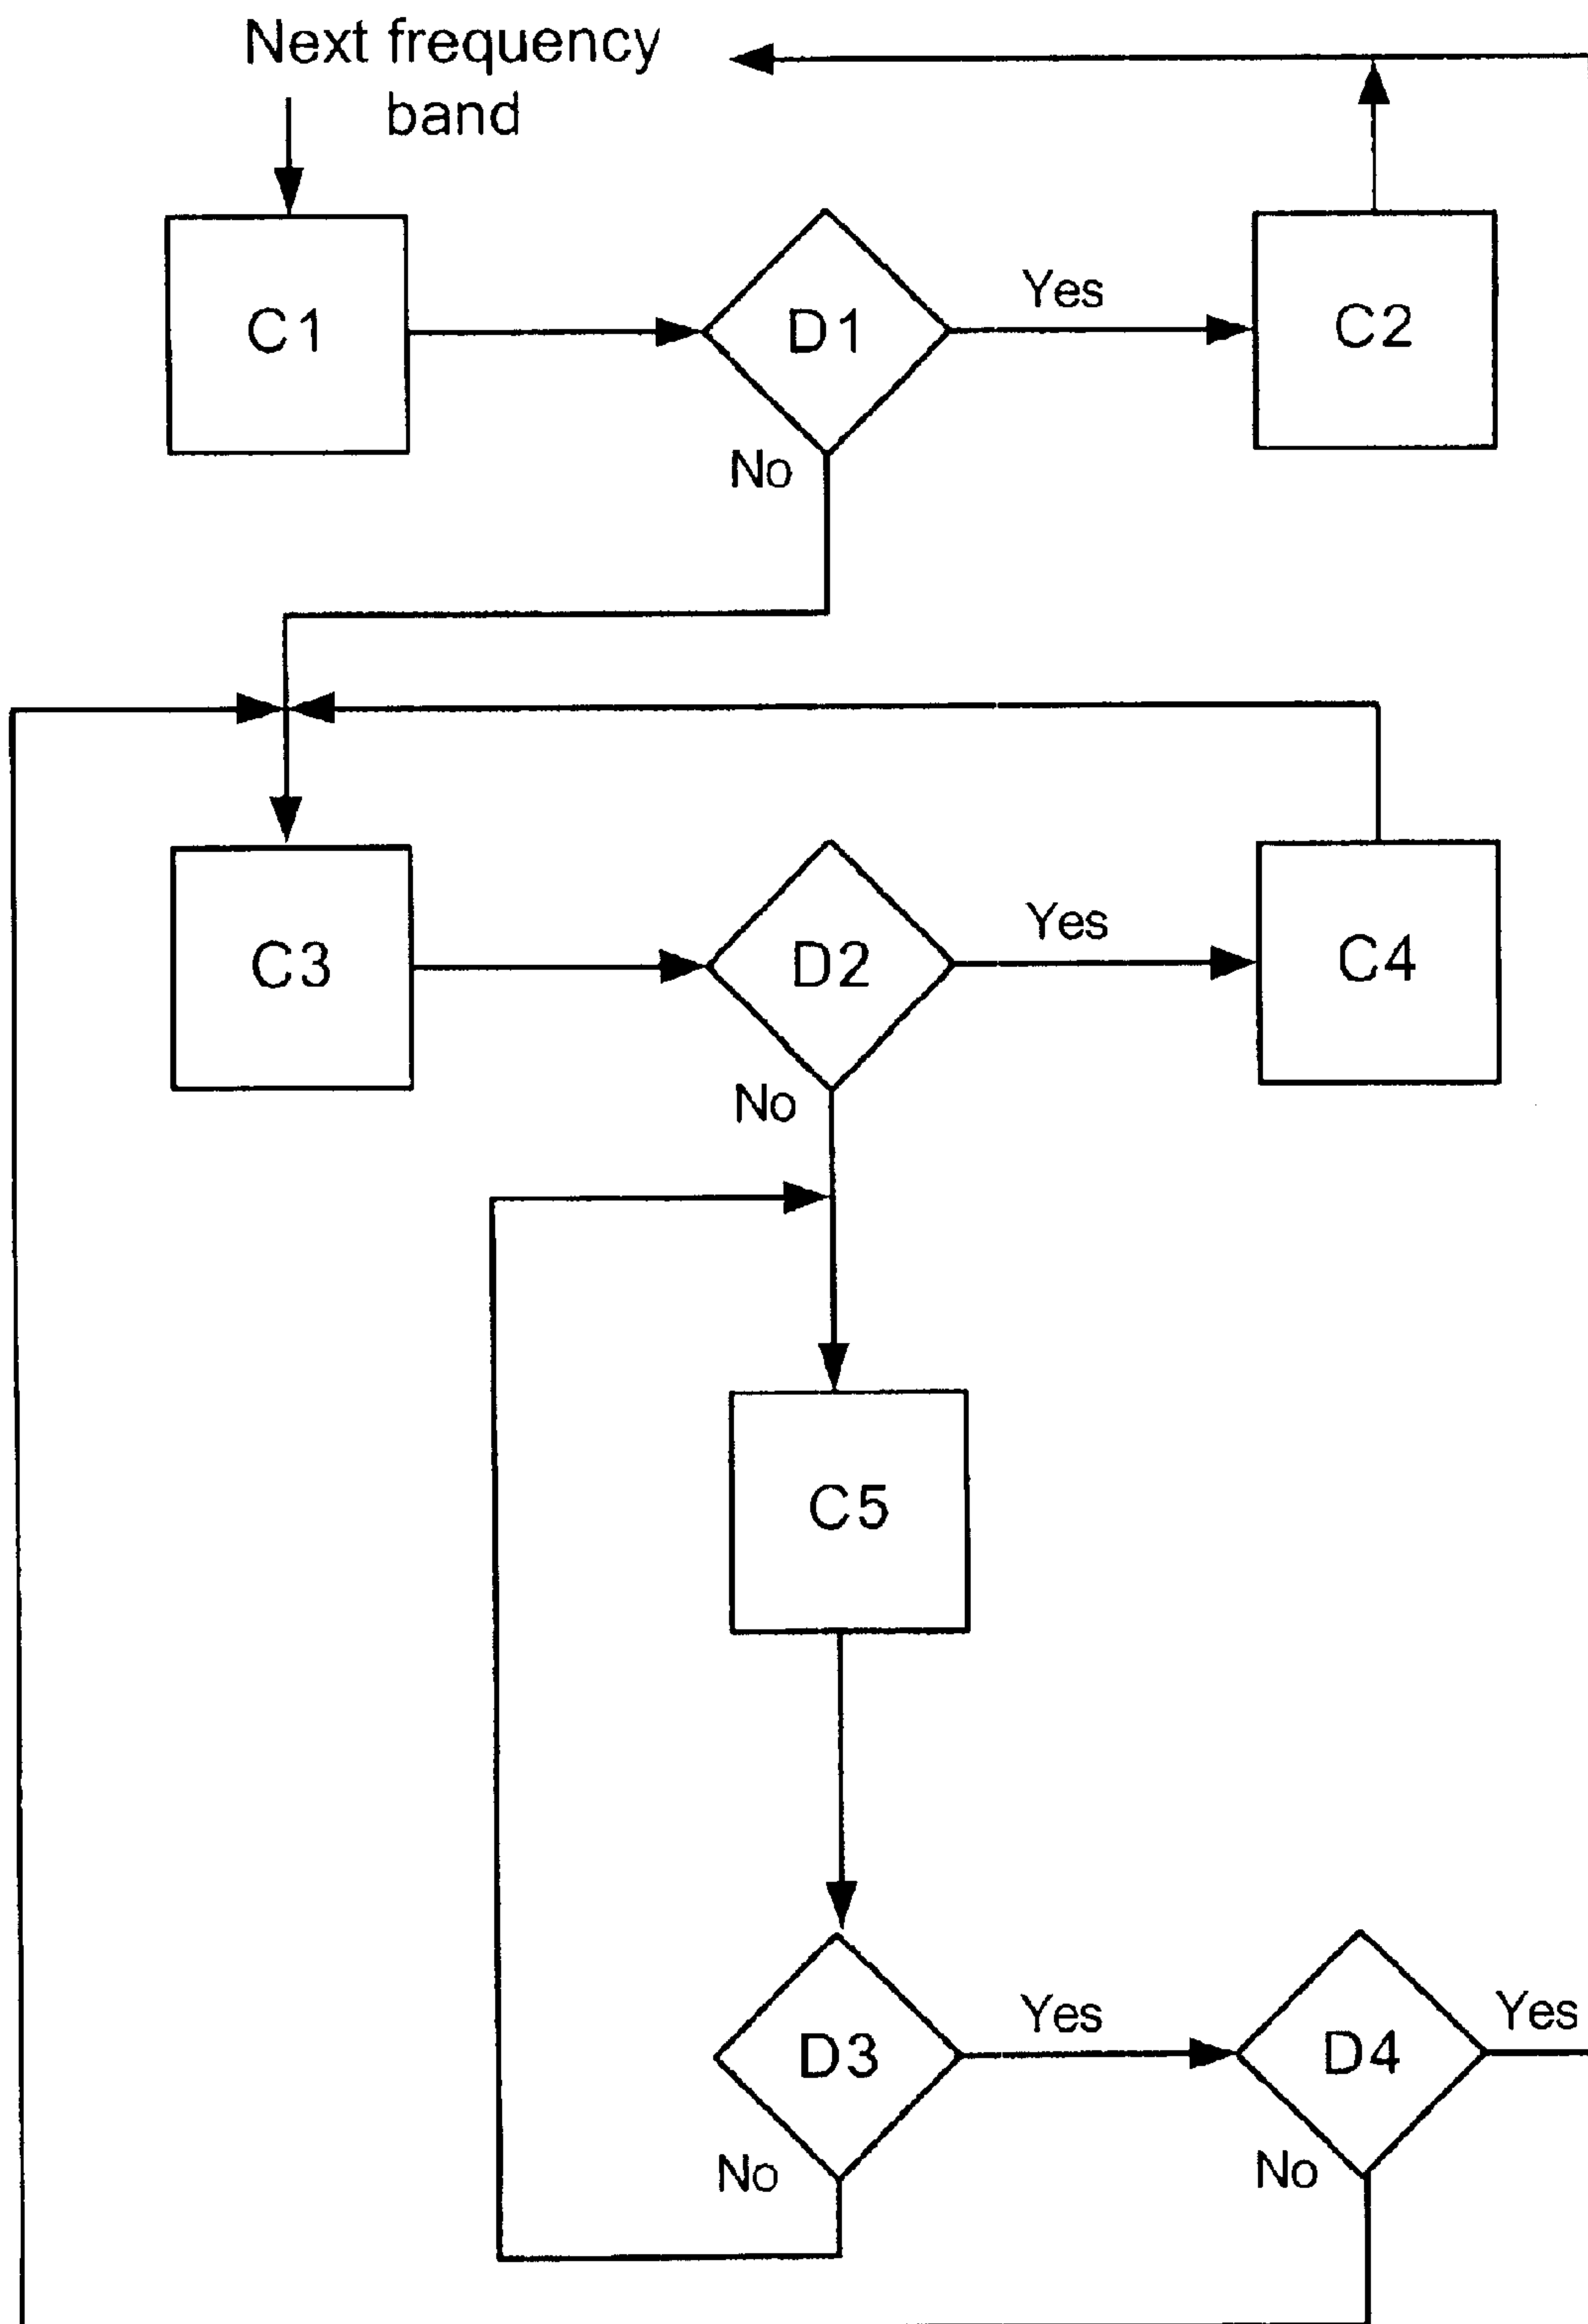 Next frequency
band
C1
D1
Yes
C2
No
C3
D2
Yes
C4
No
C5
D3
Yes
D4
Yes
No
No